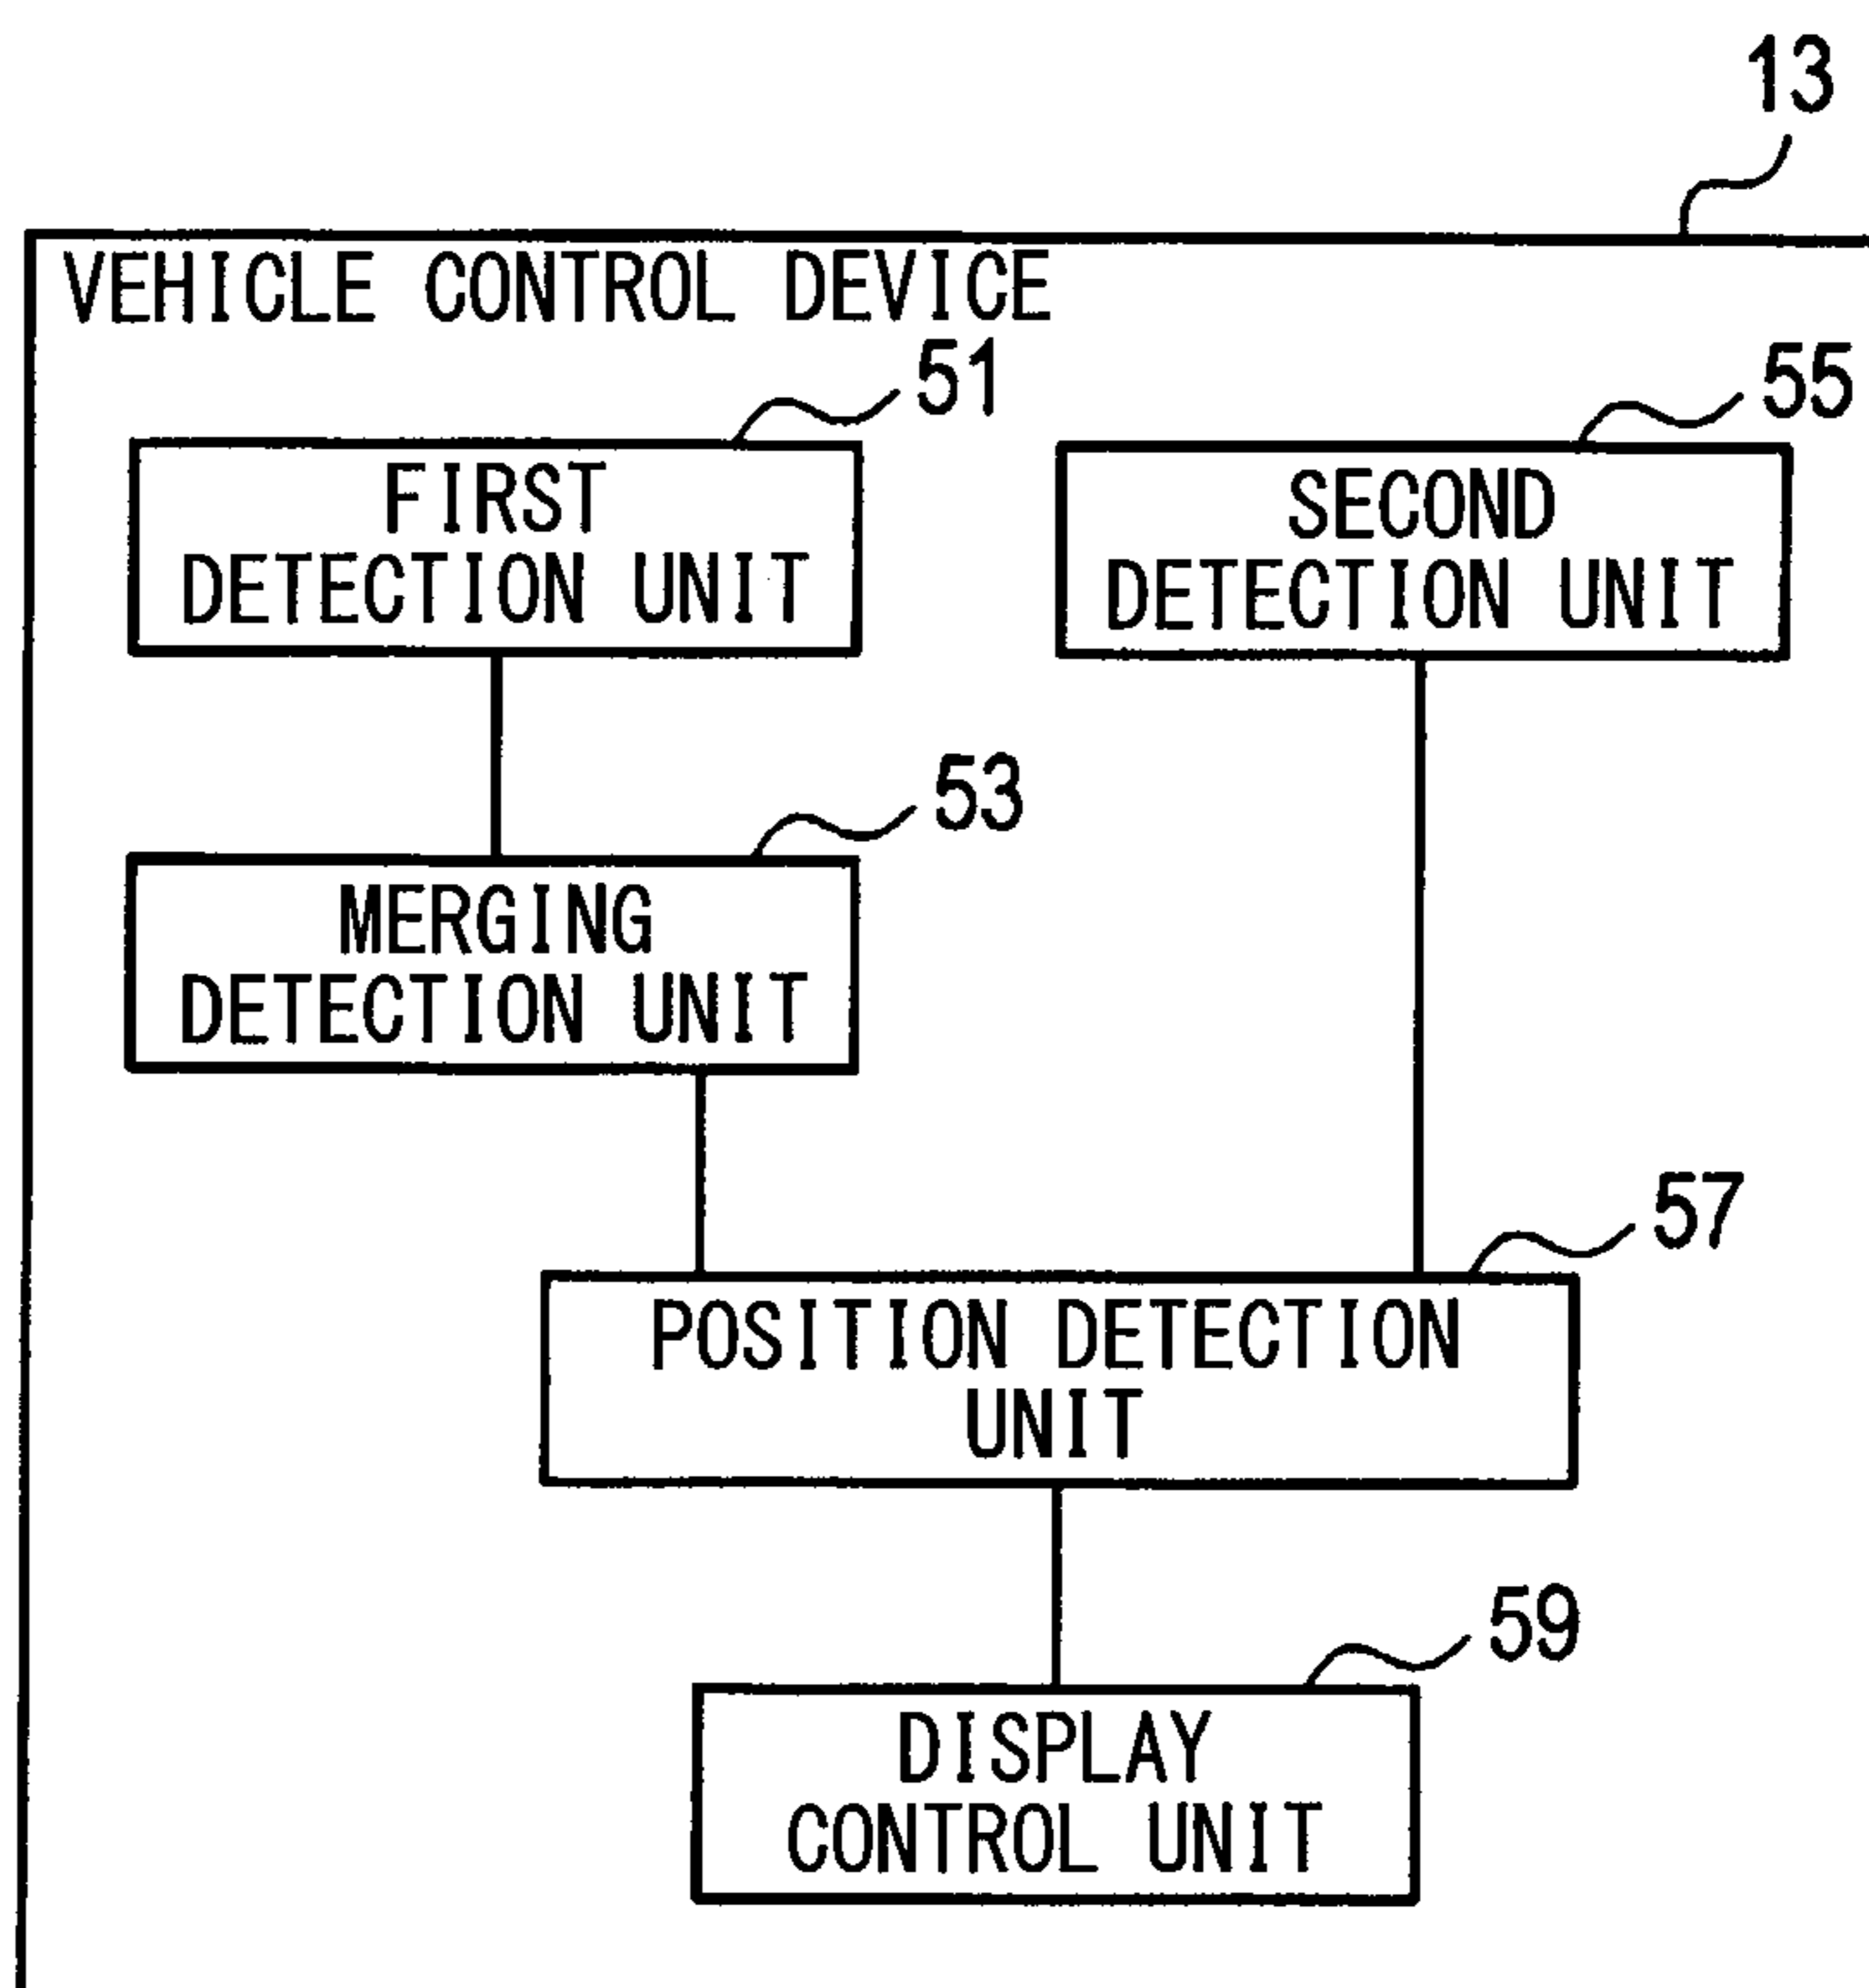 13
VEHICLE CONTROL DEVICE
51
55
FIRST
DETECTION UNIT
SECOND
DETECTION UNIT
53
MERGING
DETECTION UNIT
57
POSITION DETECTION
UNIT
59
DISPLAY
CONTROL UNIT